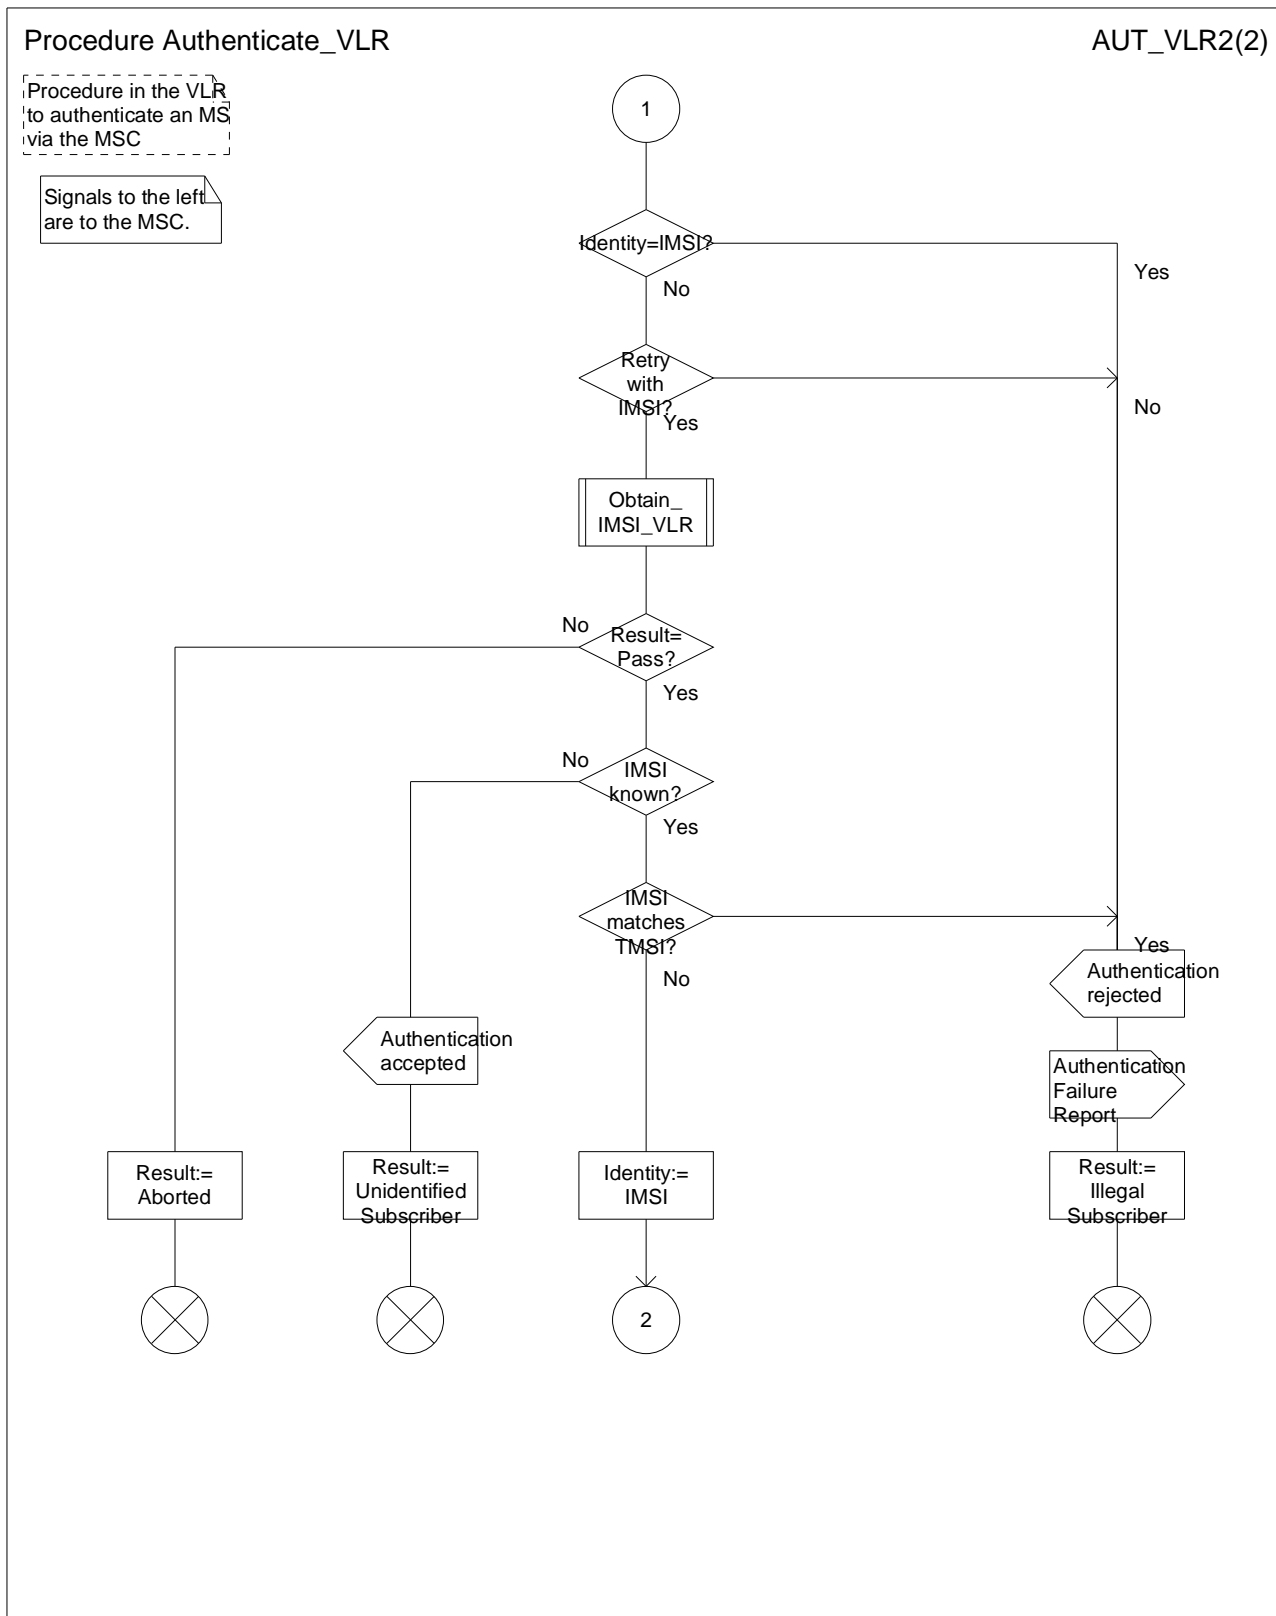 Procedure Authenticate_VLR
AUT_VLR2(2)
Procedure in the VLR
to authenticate an MS
via the MSC
Signals to the left
are to the MSC.
1
Identity=IMSI?
Yes
No
Retry
with
IMSI?
No
Yes
Obtain_
IMSI_VLR
No
Result=
Pass?
Yes
No
IMSI
known?
Yes
IMSI
matches
TMSI?
Yes
No
Authentication
rejected
Authentication
accepted
Authentication
Failure
Report
Result:=
Aborted
Result:=
Unidentified
Subscriber
Identity:=
IMSI
Result:=
Illegal
Subscriber
2